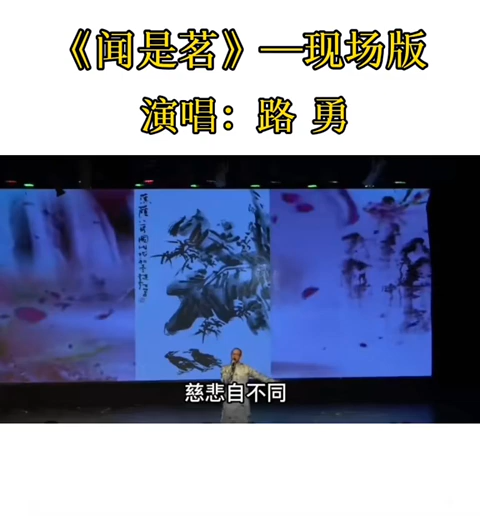 《闻是茗》—现场版
演唱：路 勇
慈悲自不同